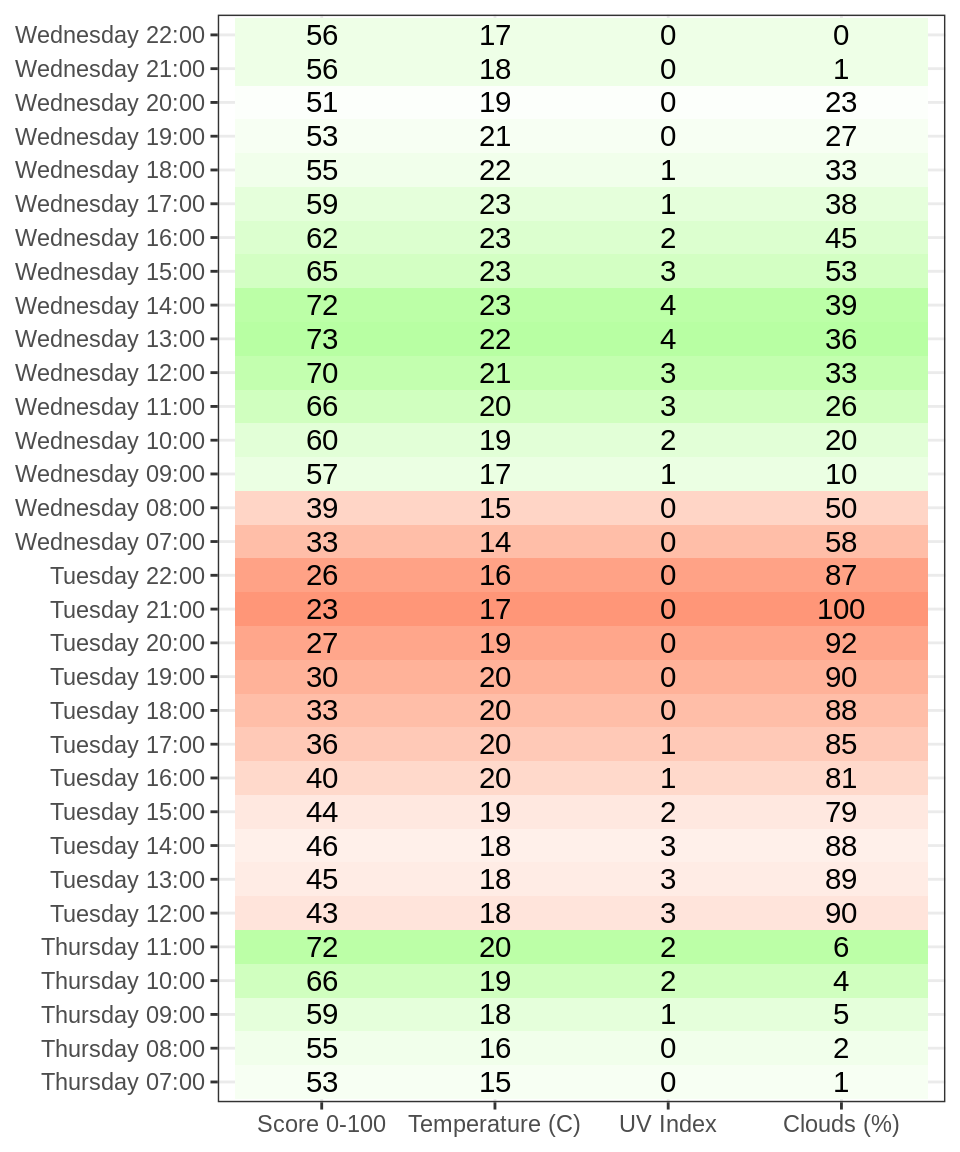 Wednesday 22:00 56 17 0 0
Wednesday 21:00 56 18 0 1
Wednesday 20:00 51 19 0 23
Wednesday 19:00 53 21 0 27
Wednesday 18:00 55 22 1 33
Wednesday 17:00 59 23 1 38
Wednesday 16:00 62 23 2 45
Wednesday 15:00 65 23 3 53
Wednesday 14:00 72 23 4 39
Wednesday 13:00 73 22 4 36
Wednesday 12:00 70 21 3 33
Wednesday 11:00 66 20 3 26
Wednesday 10:00 60 19 2 20
Wednesday 09:00 57 17 1 10
Wednesday 08:00 39 15 0 50
Wednesday 07:00 33 14 0 58
Tuesday 22:00 26 16 0 87
Tuesday 21:00 23 17 0 100
Tuesday 20:00 27 19 0 92
Tuesday 19:00 30 20 0 90
Tuesday 18:00 33 20 0 88
Tuesday 17:00 36 20 1 85
Tuesday 16:00 40 20 1 81
Tuesday 15:00 44 19 2 79
Tuesday 14:00 46 18 3 88
Tuesday 13:00 45 18 3 89
Tuesday 12:00 43 18 3 90
Thursday 11:00 72 20 2 6
Thursday 10:00 66 19 2 4
Thursday 09:00 59 18 1 5
Thursday 08:00 55 16 0 2
Thursday 07:00 53 15 0 1
Score 0-100 Temperature (C) UV Index Clouds (%)